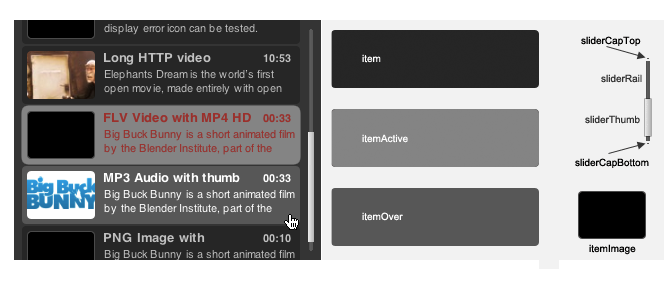 display error icon can be tested.
Long HTTP video 10:53
Elephants Dream is the world's first
open movie, made entirely with open
FLV Video with MP4 HD 00:33
Big Buck Bunny is a short animated film
by the Blender Institute, part of the
Big Buck
BUNNY
MP3 Audio with thumb 00:33
Big Buck Bunny is a short animated film
by the Blender Institute, part of the
PNG Image with 00:10
Big Buck Bunny is a short animated film
item
itemActive
itemOver
sliderCapTop
sliderRail
sliderThumb
sliderCapBottom
itemImage